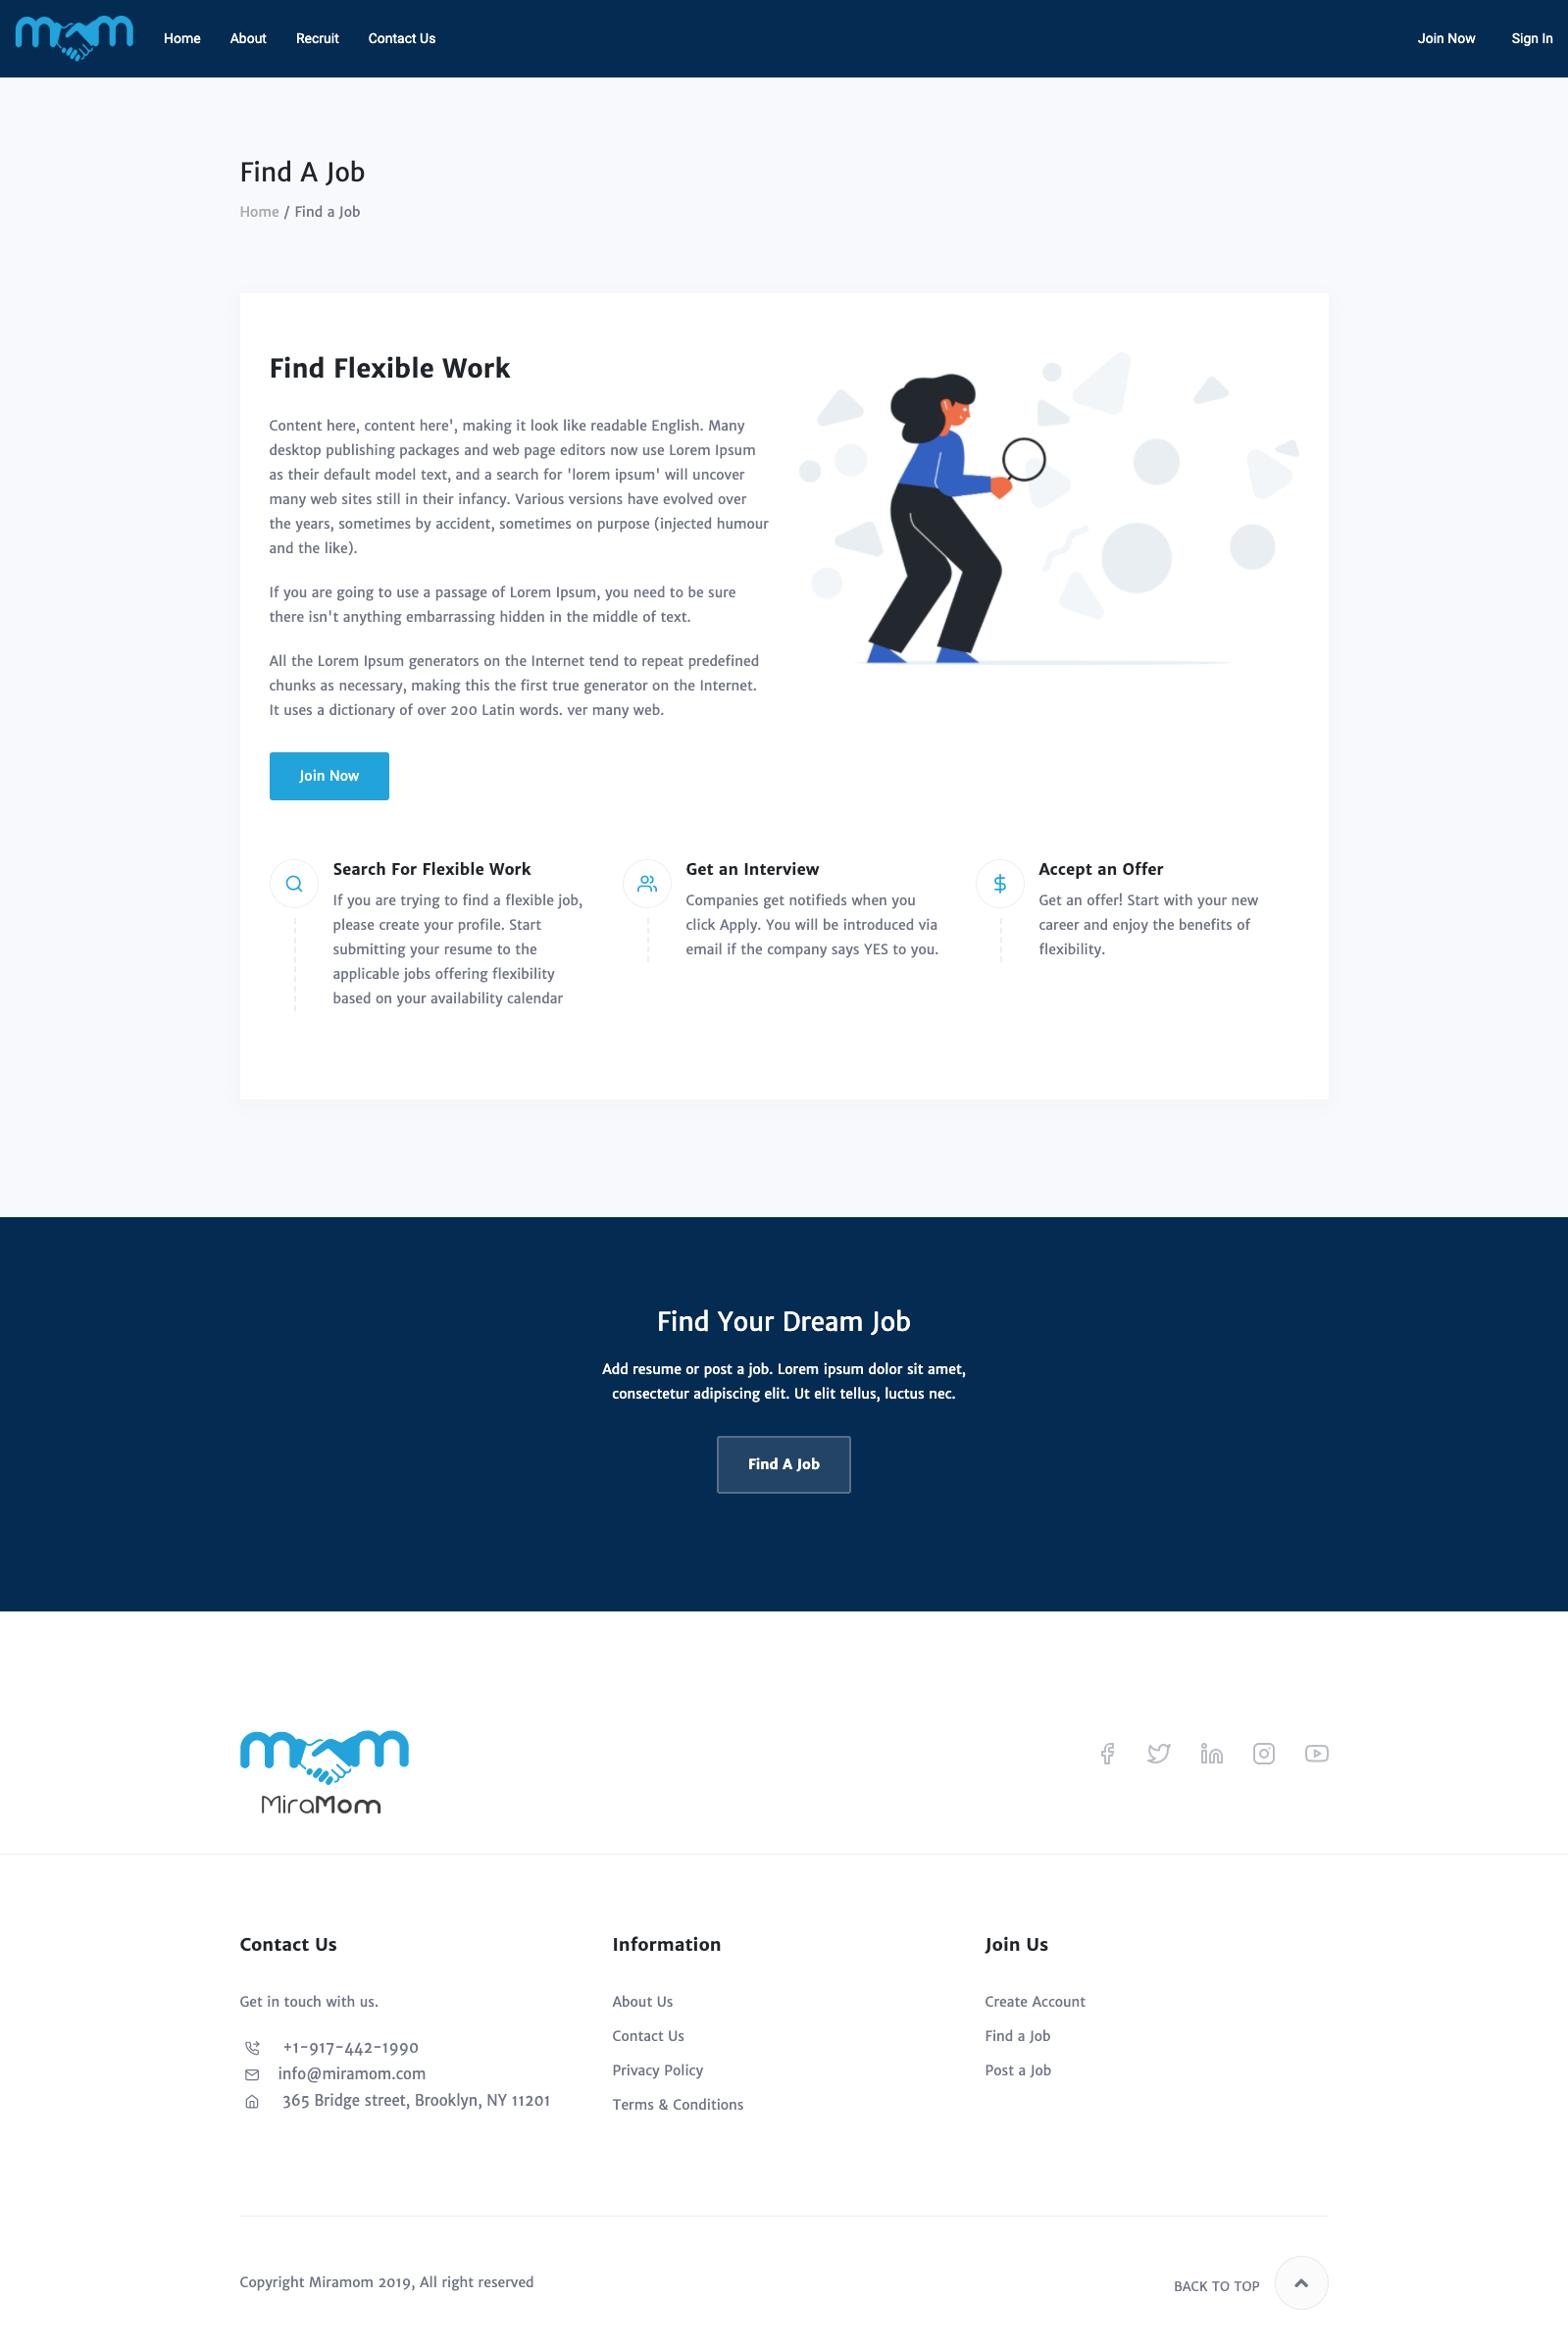 mom
Home
About
Recruit
Contact Us
Join Now
Sign In
Find A Job
Home / Find a Job
Find Flexible Work
Content here, content here', making it look like readable English. Many
desktop publishing packages and web page editors now use Lorem Ipsum
as their default model text, and a search for 'lorem ipsum' will uncover
many web sites still in their infancy. Various versions have evolved over
the years, sometimes by accident, sometimes on purpose (injected humour
and the like).
If you are going to use a passage of Lorem Ipsum, you need to be sure
there isn't anything embarrassing hidden in the middle of text.
All the Lorem Ipsum generators on the Internet tend to repeat predefined
chunks as necessary, making this the first true generator on the Internet.
It uses a dictionary of over 200 Latin words. ver many web.
Join Now
Search For Flexible Work
If you are trying to find a flexible job,
please create your profile. Start
submitting your resume to the
applicable jobs offering flexibility
based on your availability calendar
Get an Interview
Companies get notifieds when you
click Apply. You will be introduced via
email if the company says YES to you.
Accept an Offer
Get an offer! Start with your new
career and enjoy the benefits of
flexibility.
Find Your Dream Job
Add resume or post a job. Lorem ipsum dolor sit amet,
consectetur adipiscing elit. Ut elit tellus, luctus nec.
Find A Job
mom
MiraMom
Contact Us
Get in touch with us.
+1-917-442-1990
info@miramom.com
365 Bridge street, Brooklyn, NY 11201
Information
About Us
Contact Us
Privacy Policy
Terms & Conditions
Join Us
Create Account
Find a Job
Post a Job
Copyright Miramom 2019, All right reserved
BACK TO TOP